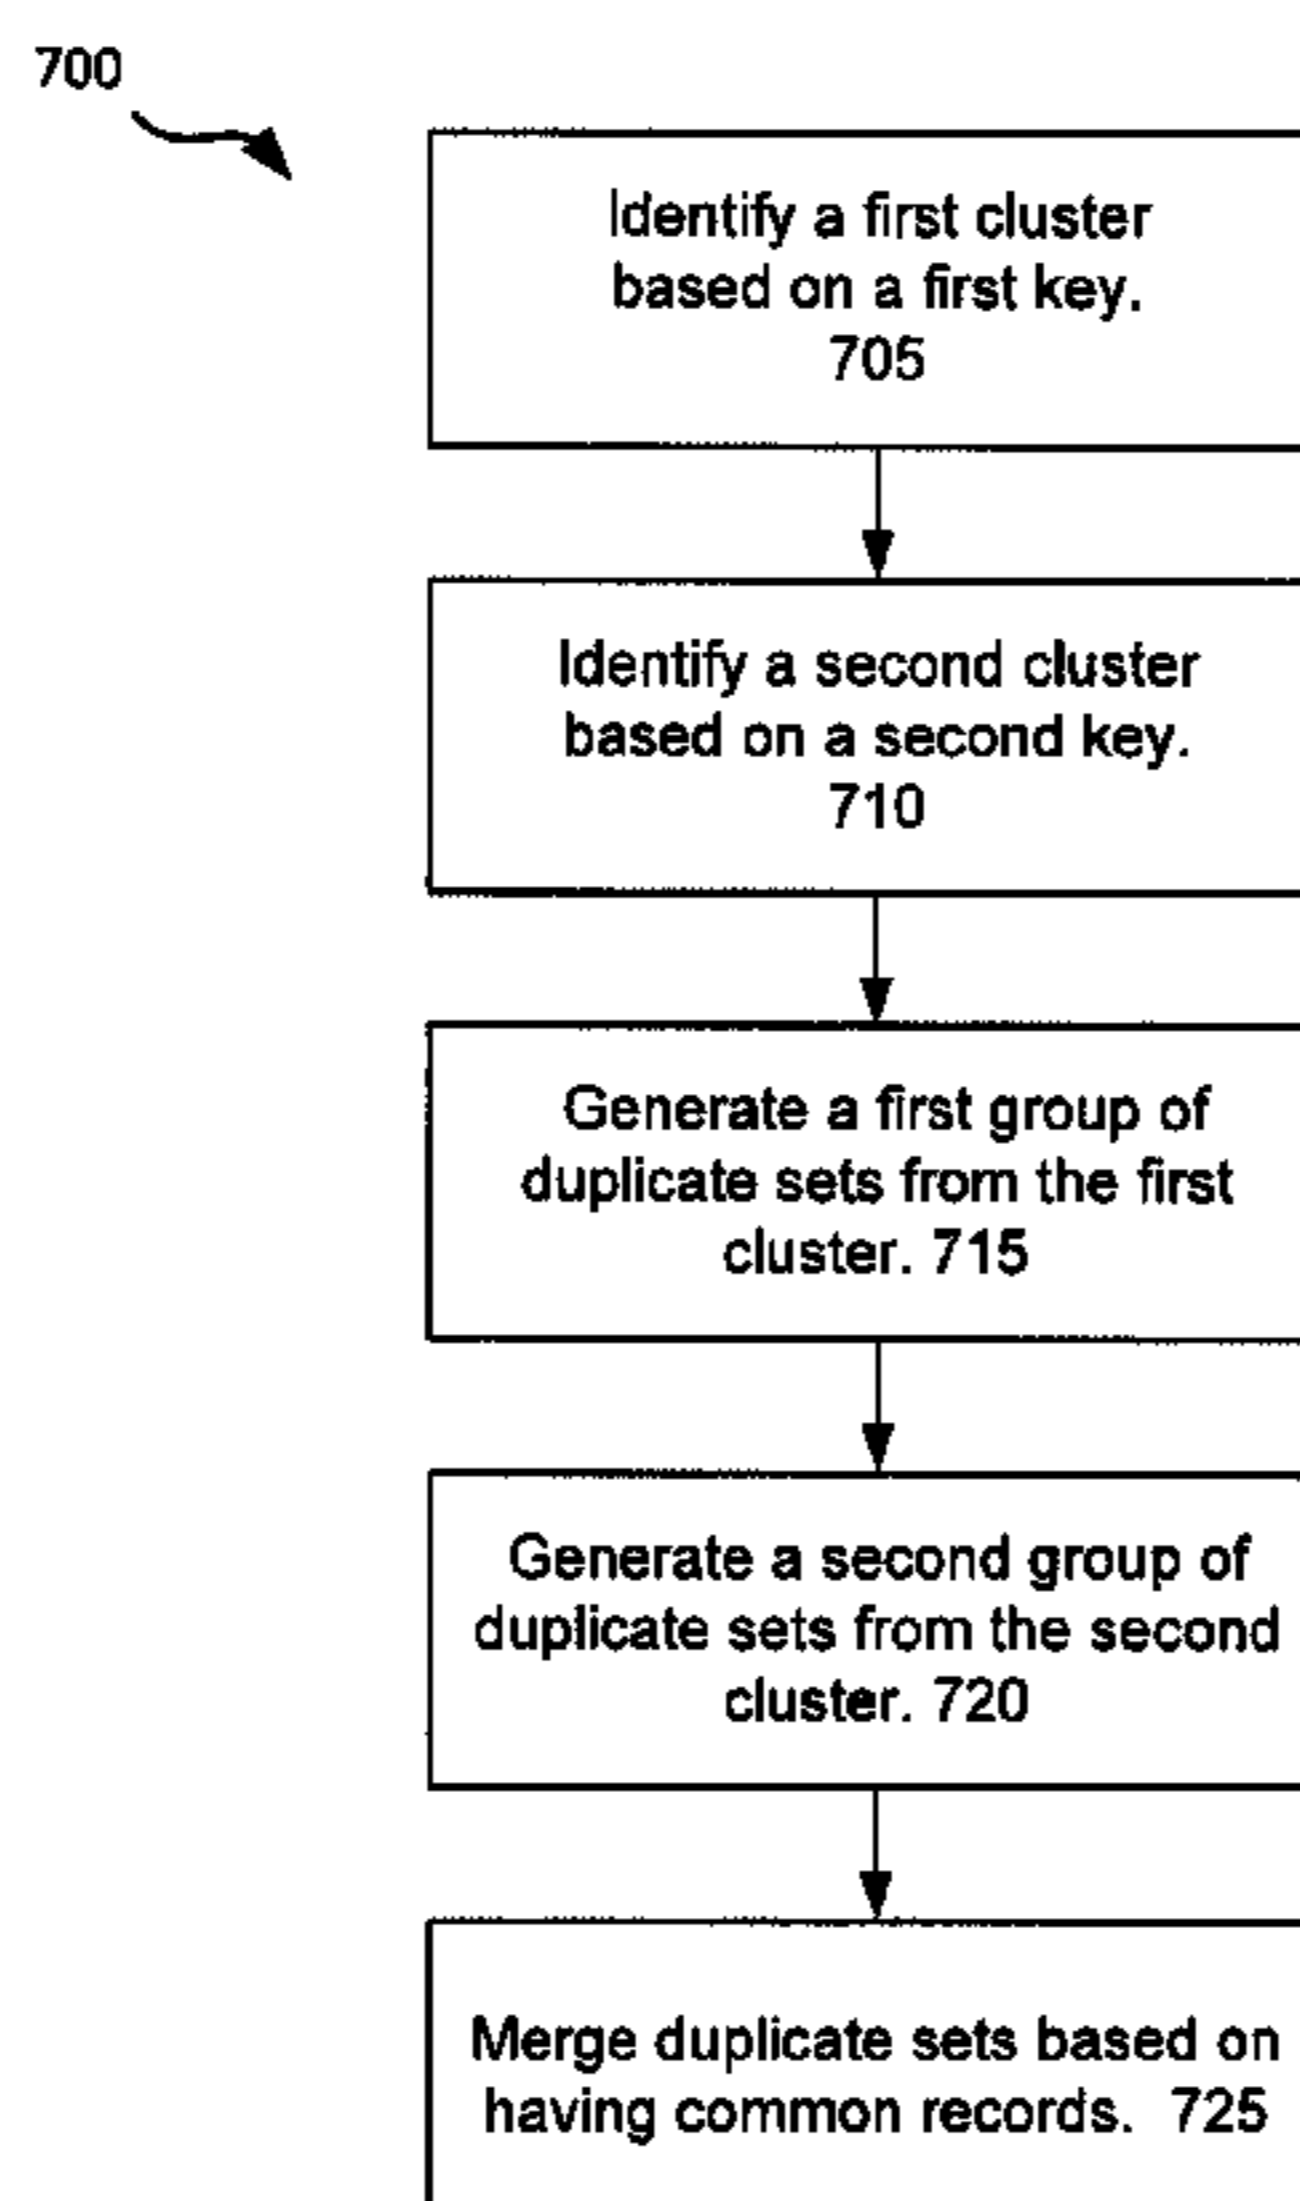 700
Identify a first cluster
based on a first key.
705
Identify a second cluster
based on a second key.
710
Generate a first group of
duplicate sets from the first
cluster. 715
Generate a second group of
duplicate sets from the second
cluster. 720
Merge duplicate sets based on
having common records. 725